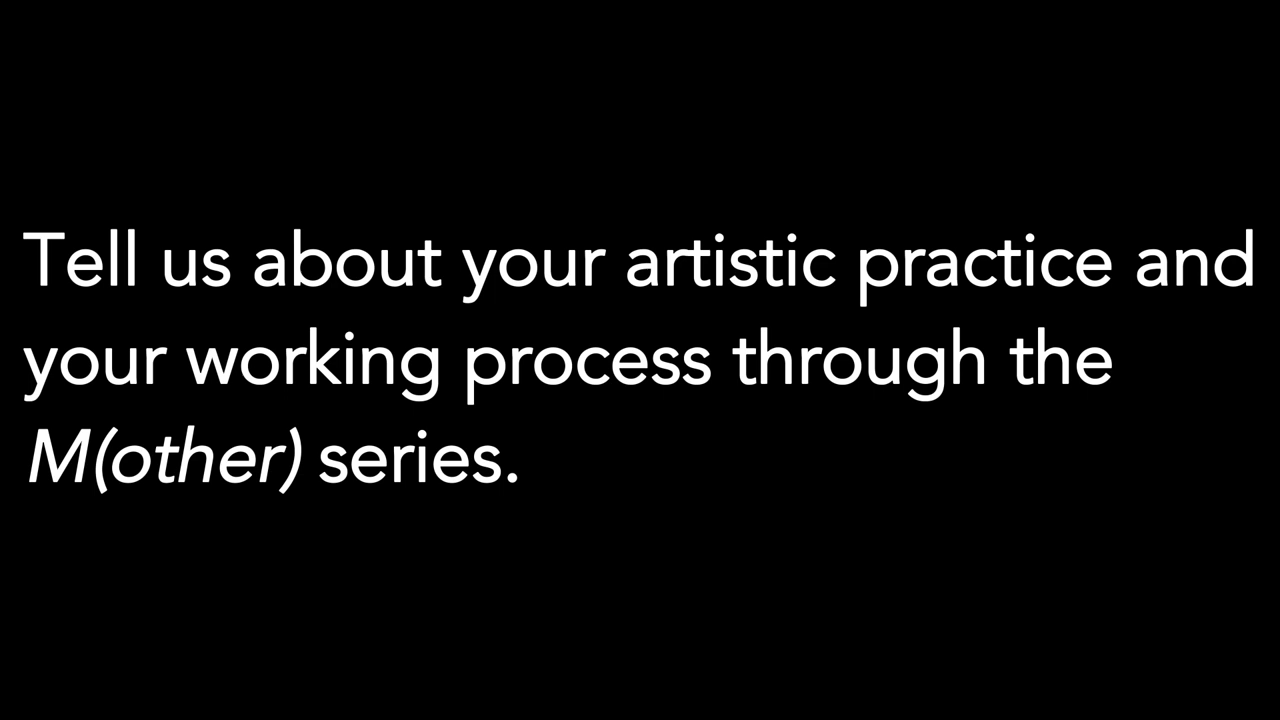 Tell us about your artistic practice and
your working process through the
M(other) series.